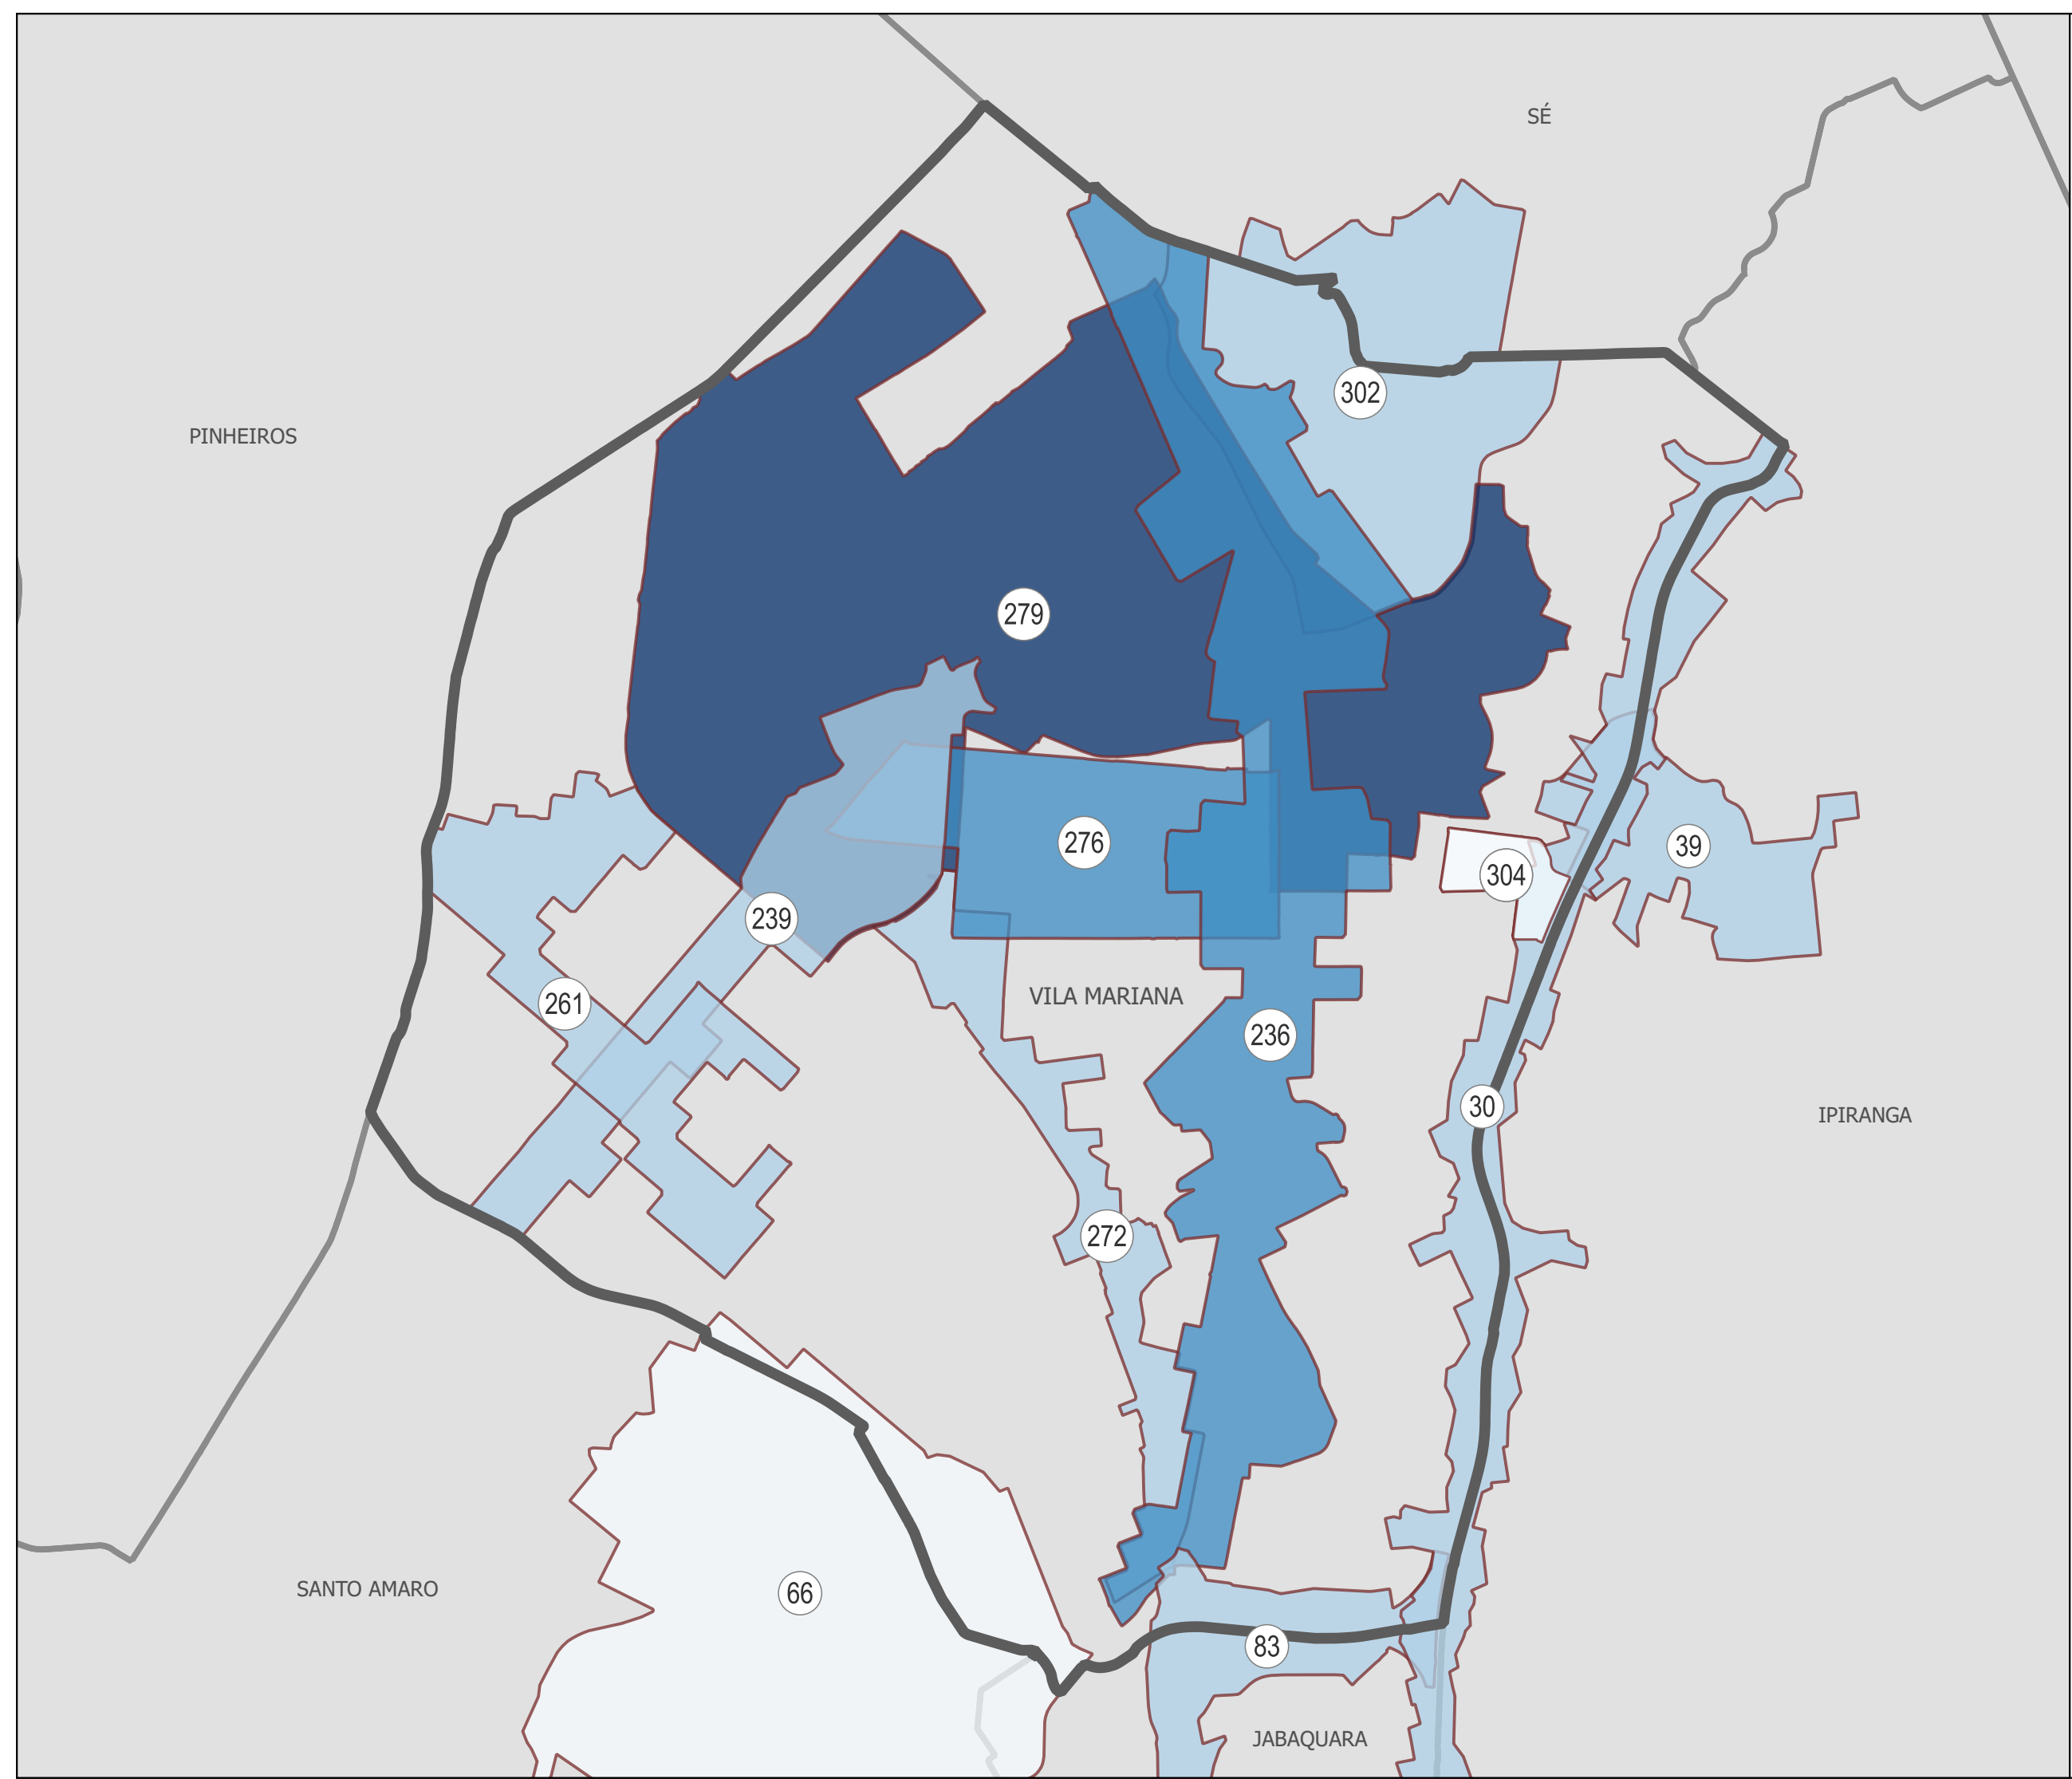 SÉ
302
PINHEIROS
279
276
39
304
239
261
VILA MARIANA
236
30
IPIRANGA
272
SANTO AMARO
66
83
JABAQUARA